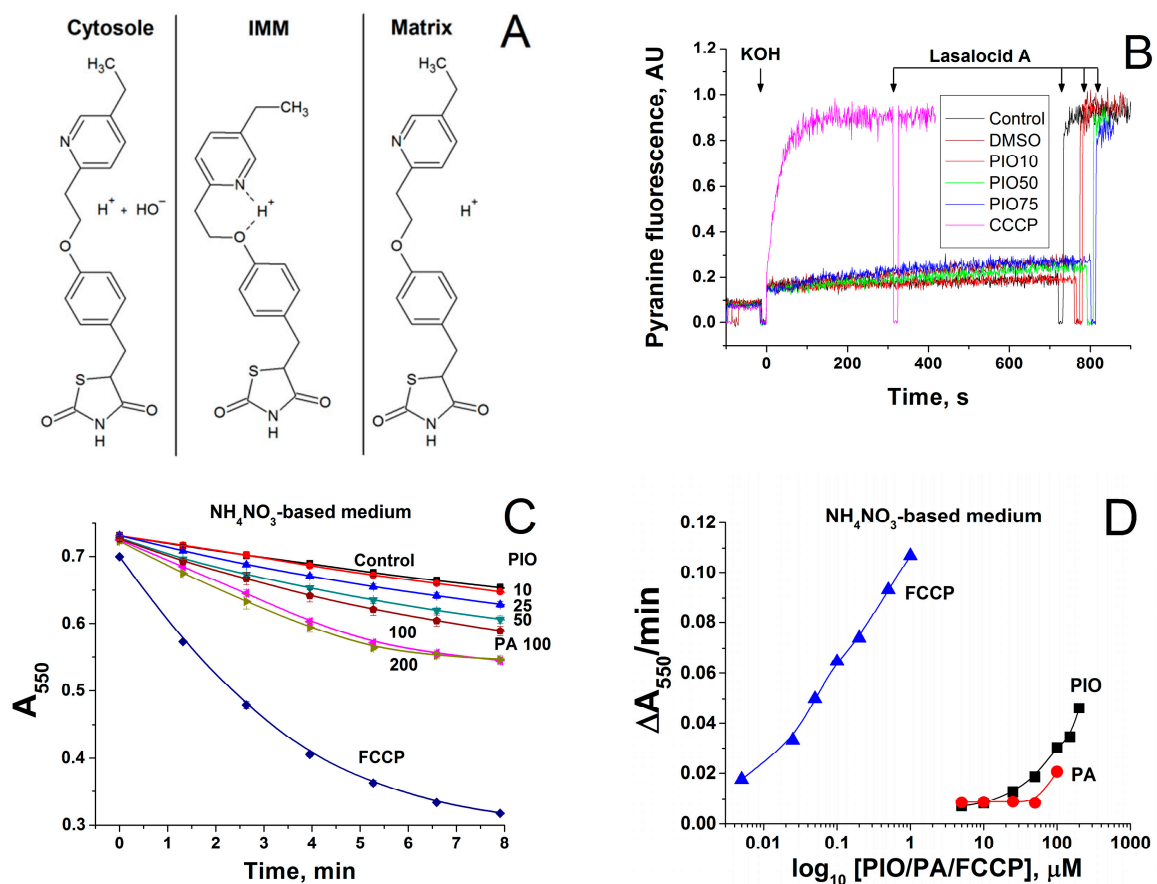 Cytosole
IMM
Matrix
A
H₃C
N
H⁺ + HO⁻
O
S
O
O
N
H
CH₃
N
H⁺
O
S
O
O
N
H
H₃C
N
H⁺
O
S
O
O
N
H
B
KOH
Lasalocid A
Control
DMSO
PIO10
PIO50
PIO75
CCCP
Pyranine fluorescence, AU
1.2
1.0
0.8
0.6
0.4
0.2
0.0
0 200 400 600 800
Time, s
C
NH₄NO₃-based medium
Control
PIO
10
25
50
PA 100
100
200
FCCP
A₅₅₀
0.7
0.6
0.5
0.4
0.3
0 1 2 3 4 5 6 7 8
Time, min
D
NH₄NO₃-based medium
FCCP
PIO
PA
ΔA₅₅₀/min
0.12
0.10
0.08
0.06
0.04
0.02
0.00
0.01 0.1 1 10 100 1000
log₁₀ [PIO/PA/FCCP], μM